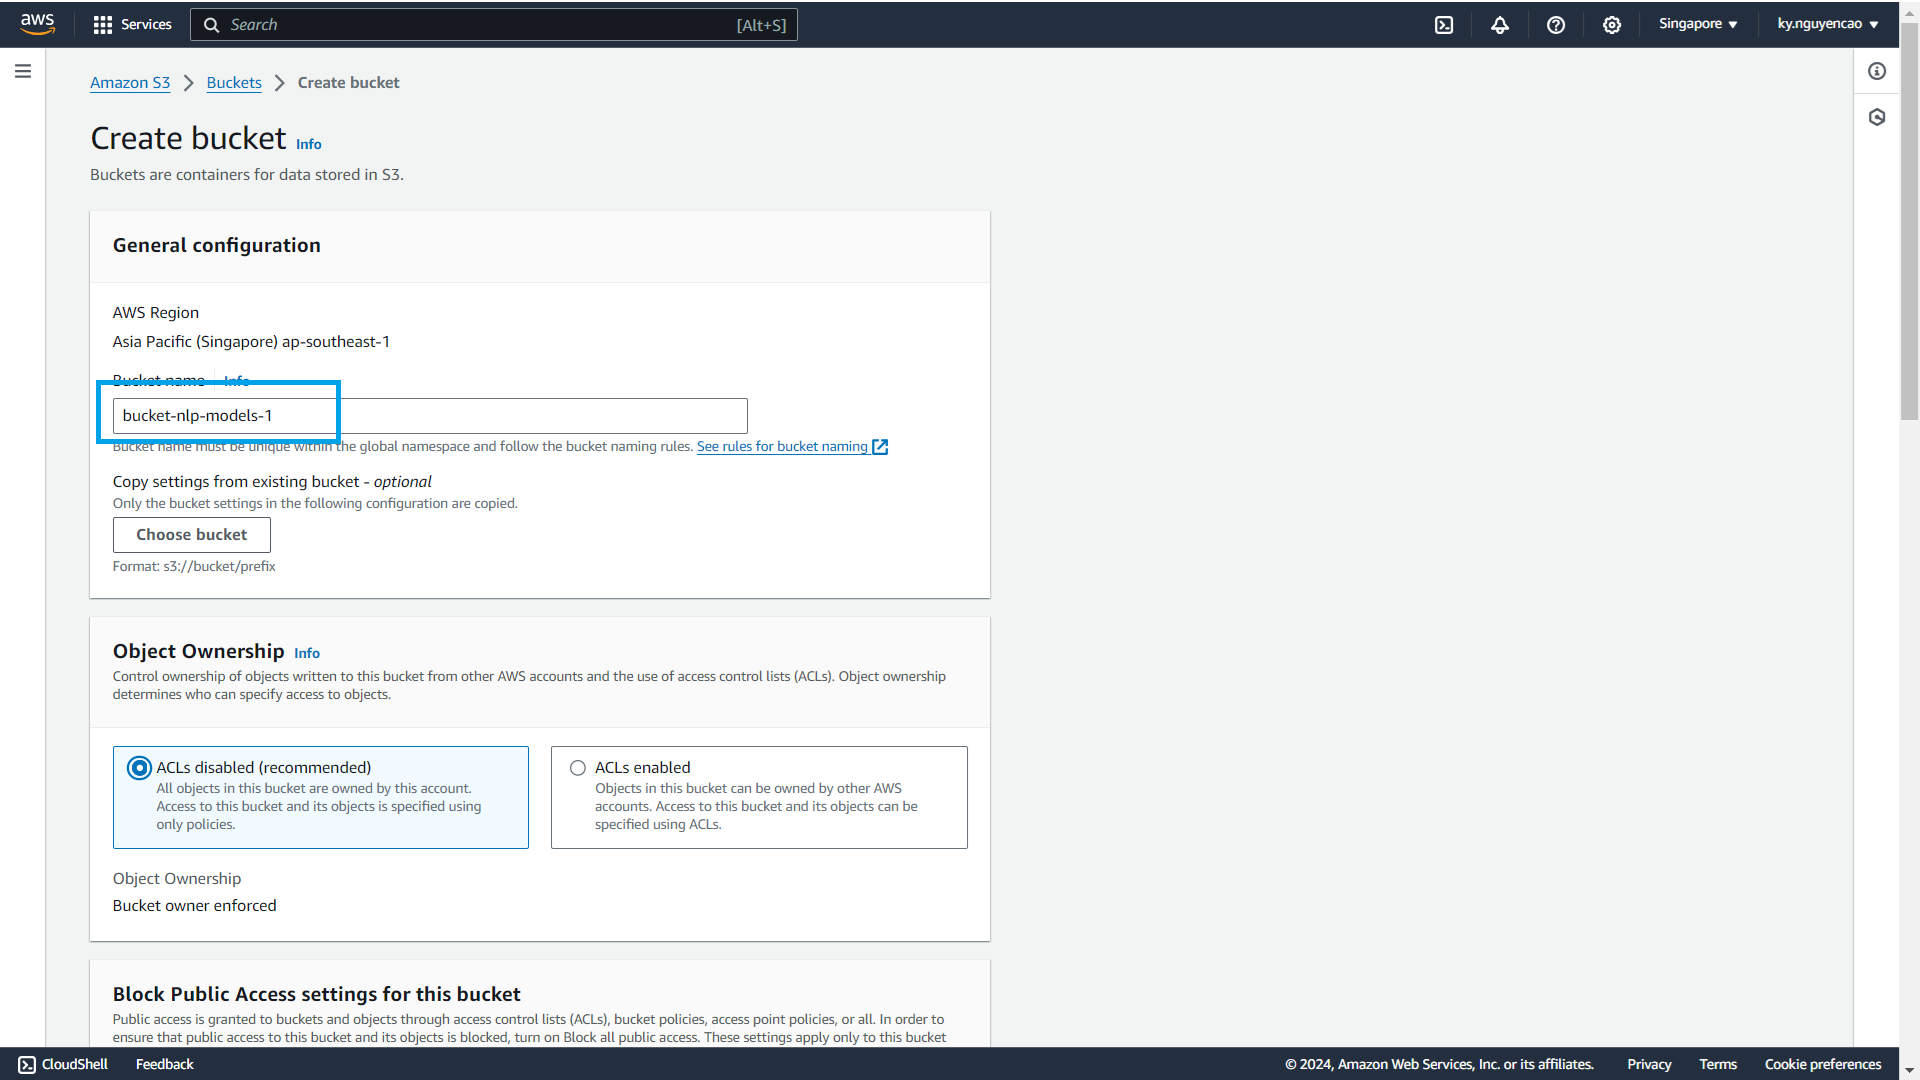 aws
Services
Search
[Alt+S]
Singapore
ky.nguyencao
Amazon S3
Buckets
Create bucket
Create bucket Info
Buckets are containers for data stored in S3.
General configuration
AWS Region
Asia Pacific (Singapore) ap-southeast-1
Bucket name Info
bucket-nlp-models-1
Bucket name must be unique within the global namespace and follow the bucket naming rules. See rules for bucket naming
Copy settings from existing bucket - optional
Only the bucket settings in the following configuration are copied.
Choose bucket
Format: s3://bucket/prefix
Object Ownership Info
Control ownership of objects written to this bucket from other AWS accounts and the use of access control lists (ACLs). Object ownership
determines who can specify access to objects.
ACLs disabled (recommended)
All objects in this bucket are owned by this account.
Access to this bucket and its objects is specified using
only policies.
ACLs enabled
Objects in this bucket can be owned by other AWS
accounts. Access to this bucket and its objects can be
specified using ACLs.
Object Ownership
Bucket owner enforced
Block Public Access settings for this bucket
Public access is granted to buckets and objects through access control lists (ACLs), bucket policies, access point policies, or all. In order to
ensure that public access to this bucket and its objects is blocked, turn on Block all public access. These settings apply only to this bucket
CloudShell
Feedback
© 2024, Amazon Web Services, Inc. or its affiliates.
Privacy
Terms
Cookie preferences